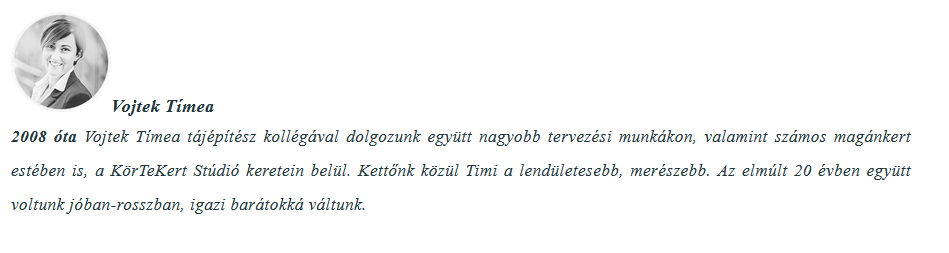 Vojtek Tímea
2008 óta Vojtek Tímea tájépítész kollégával dolgozunk együtt nagyobb tervezési munkákon, valamint számos magánkert
estében is, a KörTeKert Stúdió keretein belül. Kettőnk közül Timi a lendületesebb, merészebb. Az elmúlt 20 évben együtt
voltunk jóban-rosszban, igazi barátokká váltunk.